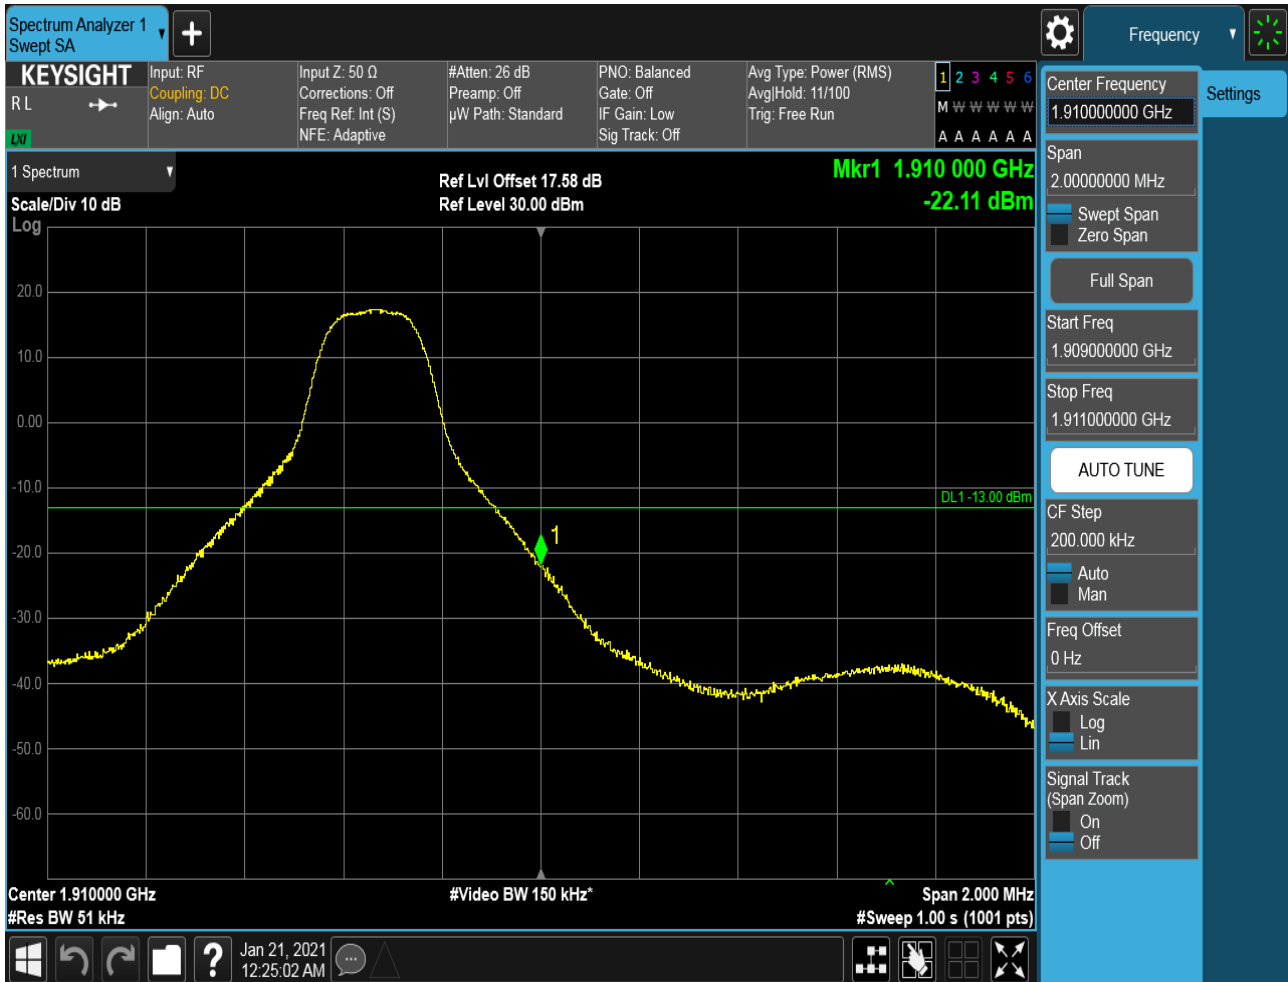 Spectrum Analyzer 1
Swept SA
Frequency
KEYSIGHT
R L
LXI
Input: RF
Coupling: DC
Align: Auto
Input Z: 50 Ω
Corrections: Off
Freq Ref: Int (S)
NFE: Adaptive
#Atten: 26 dB
Preamp: Off
µW Path: Standard
PNO: Balanced
Gate: Off
IF Gain: Low
Sig Track: Off
Avg Type: Power (RMS)
Avg|Hold: 11/100
Trig: Free Run
1 2 3 4 5 6
M W W W W W
A A A A A A
Center Frequency
1.910000000 GHz
Settings
Span
2.00000000 MHz
Swept Span
Zero Span
Full Span
Start Freq
1.909000000 GHz
Stop Freq
1.911000000 GHz
AUTO TUNE
CF Step
200.000 kHz
Auto
Man
Freq Offset
0 Hz
X Axis Scale
Log
Lin
Signal Track
(Span Zoom)
On
Off
1 Spectrum
Scale/Div 10 dB
Log
Ref Lvl Offset 17.58 dB
Ref Level 30.00 dBm
Mkr1 1.910 000 GHz
-22.11 dBm
20.0
10.0
0.00
-10.0
-20.0
-30.0
-40.0
-50.0
-60.0
DL1 -13.00 dBm
1
Center 1.910000 GHz
#Res BW 51 kHz
#Video BW 150 kHz*
Span 2.000 MHz
#Sweep 1.00 s (1001 pts)
?
Jan 21, 2021
12:25:02 AM